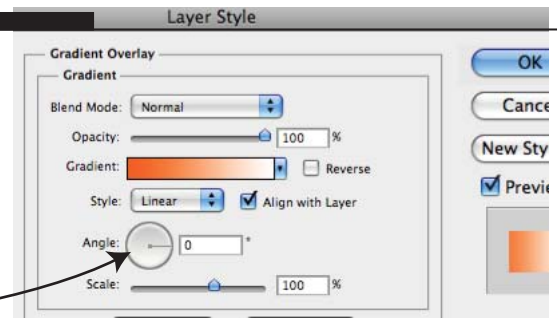 Layer Style
Gradient Overlay
Gradient
Blend Mode: Normal
Opacity: 100 %
Gradient: Reverse
Style: Linear Align with Layer
Angle: 0 °
Scale: 100 %
OK
Cance
New Sty
Previe